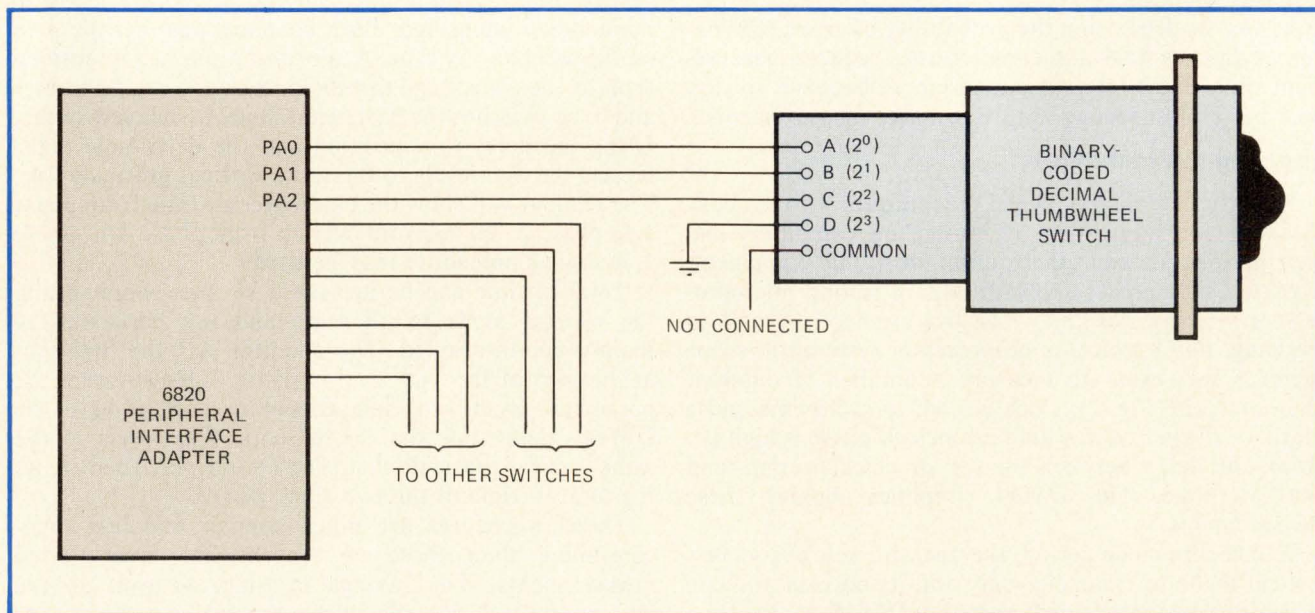 PA0
PA1
PA2
6820
PERIPHERAL
INTERFACE
ADAPTER
A (2⁰)
B (2¹)
C (2²)
D (2³)
COMMON
NOT CONNECTED
TO OTHER SWITCHES
BINARY-
CODED
DECIMAL
THUMBWHEEL
SWITCH